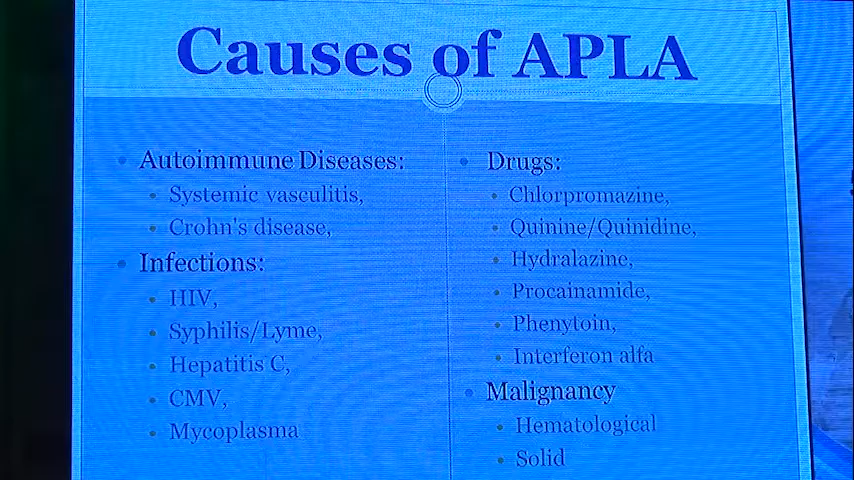 Causes of APLA
Autoimmune Diseases:
Systemic vasculitis,
Crohn's disease,
Infections:
HIV,
Syphilis/Lyme,
Hepatitis C,
CMV,
Mycoplasma
Drugs:
Chlorpromazine,
Quinine/Quinidine,
Hydralazine,
Procainamide,
Phenytoin,
Interferon alfa
Malignancy
Hematological
Solid